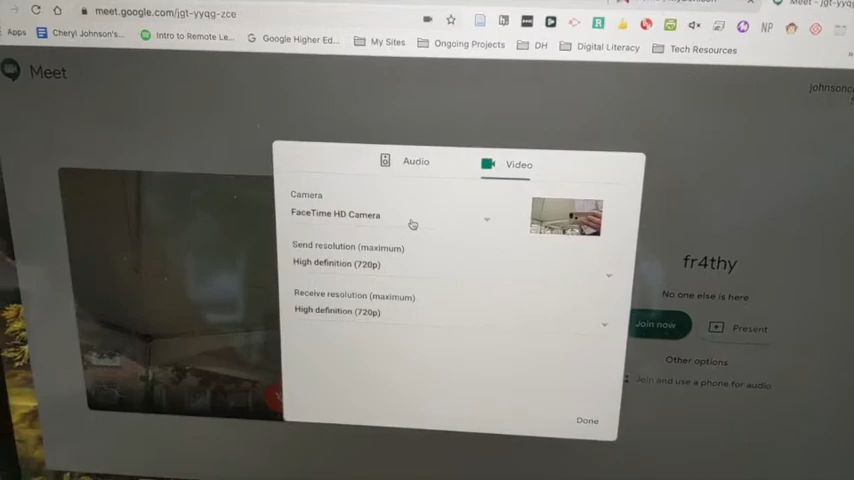 meet.google.com/jgt-yyqg-zce
Apps Cheryl Johnson's... Intro to Remote Le... Google Higher Ed... My Sites Ongoing Projects DH Digital Literacy Tech Resources
Meet
Audio Video
Camera
FaceTime HD Camera
Send resolution (maximum)
High definition (720p)
Receive resolution (maximum)
High definition (720p)
Done
fr4thy
No one else is here
Join now Present
Other options
Join and use a phone for audio